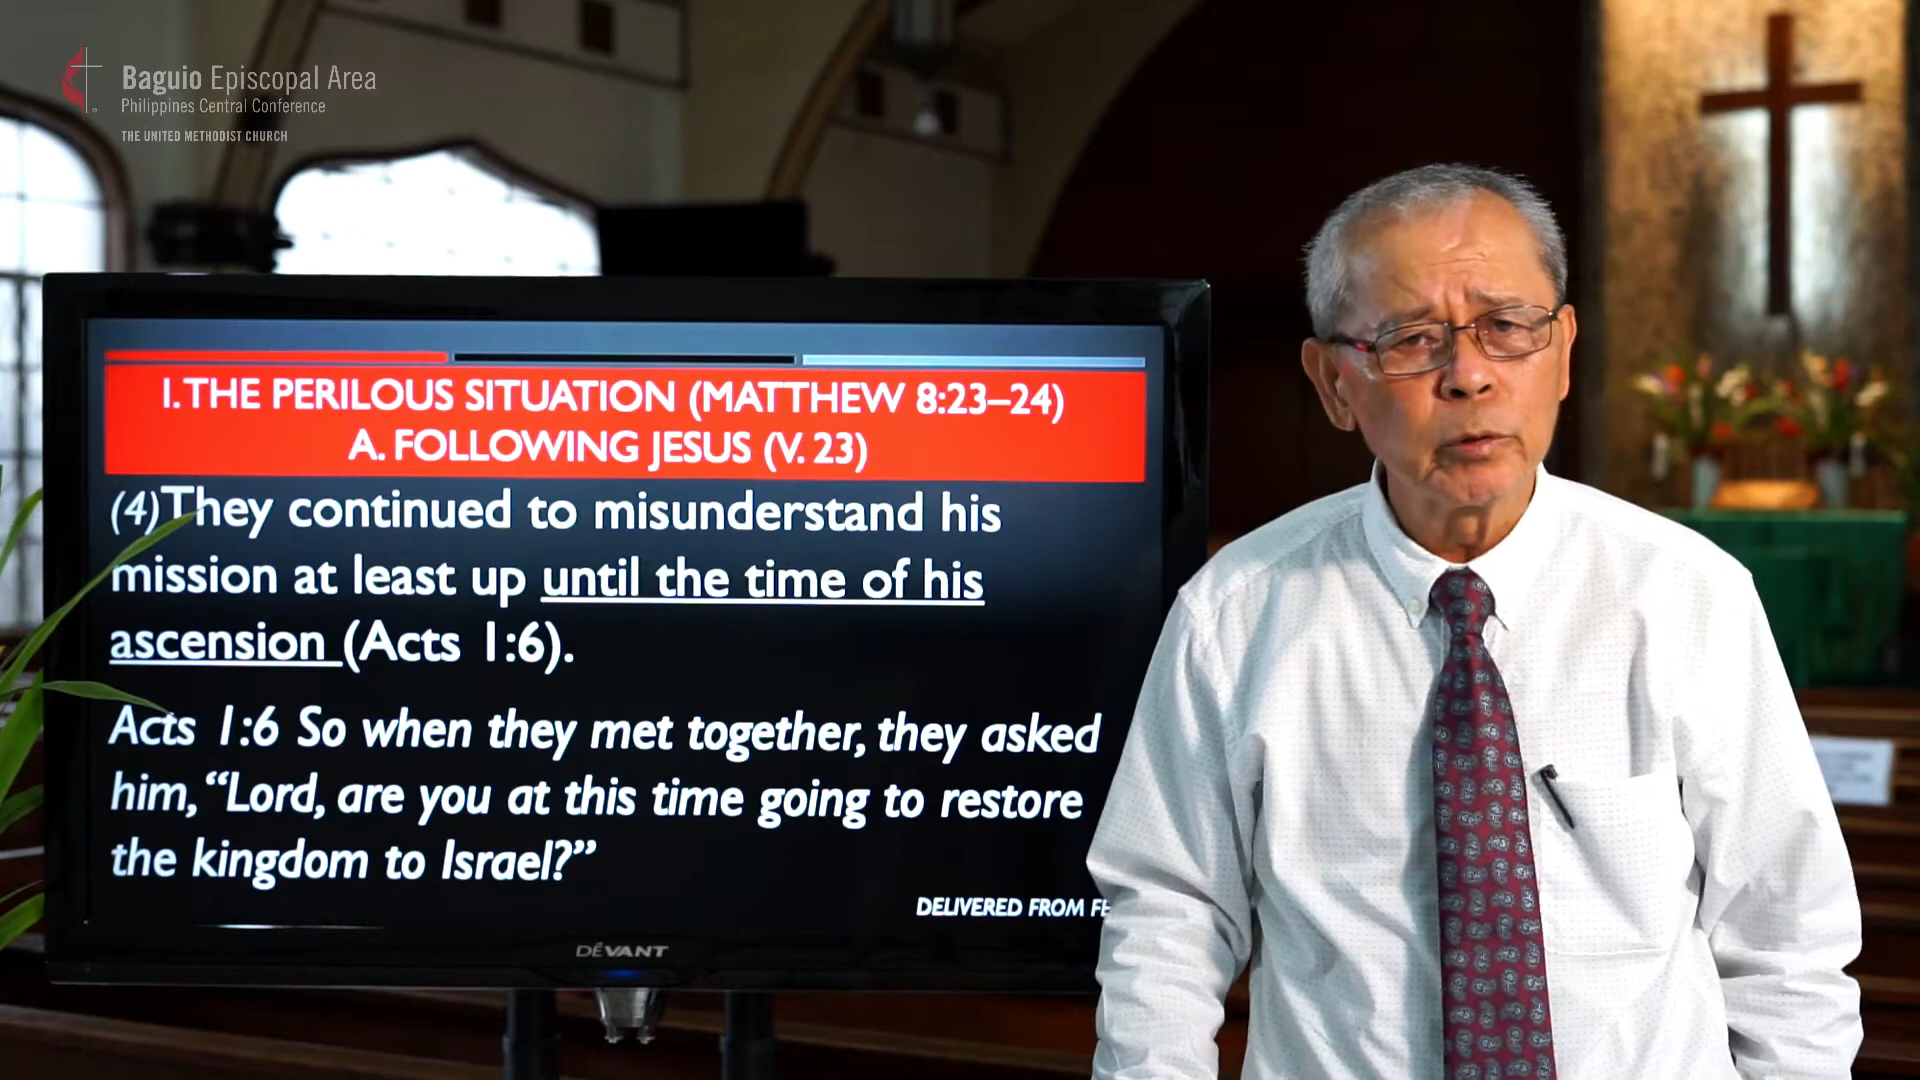 Baguio Episcopal Area
Philippines Central Conference
THE UNITED METHODIST CHURCH
I. THE PERILOUS SITUATION (MATTHEW 8:23–24)
A. FOLLOWING JESUS (V. 23)
(4)They continued to misunderstand his
mission at least up until the time of his
ascension (Acts 1:6).
Acts 1:6 So when they met together, they asked
him, “Lord, are you at this time going to restore
the kingdom to Israel?”
DELIVERED FROM
DEVANT